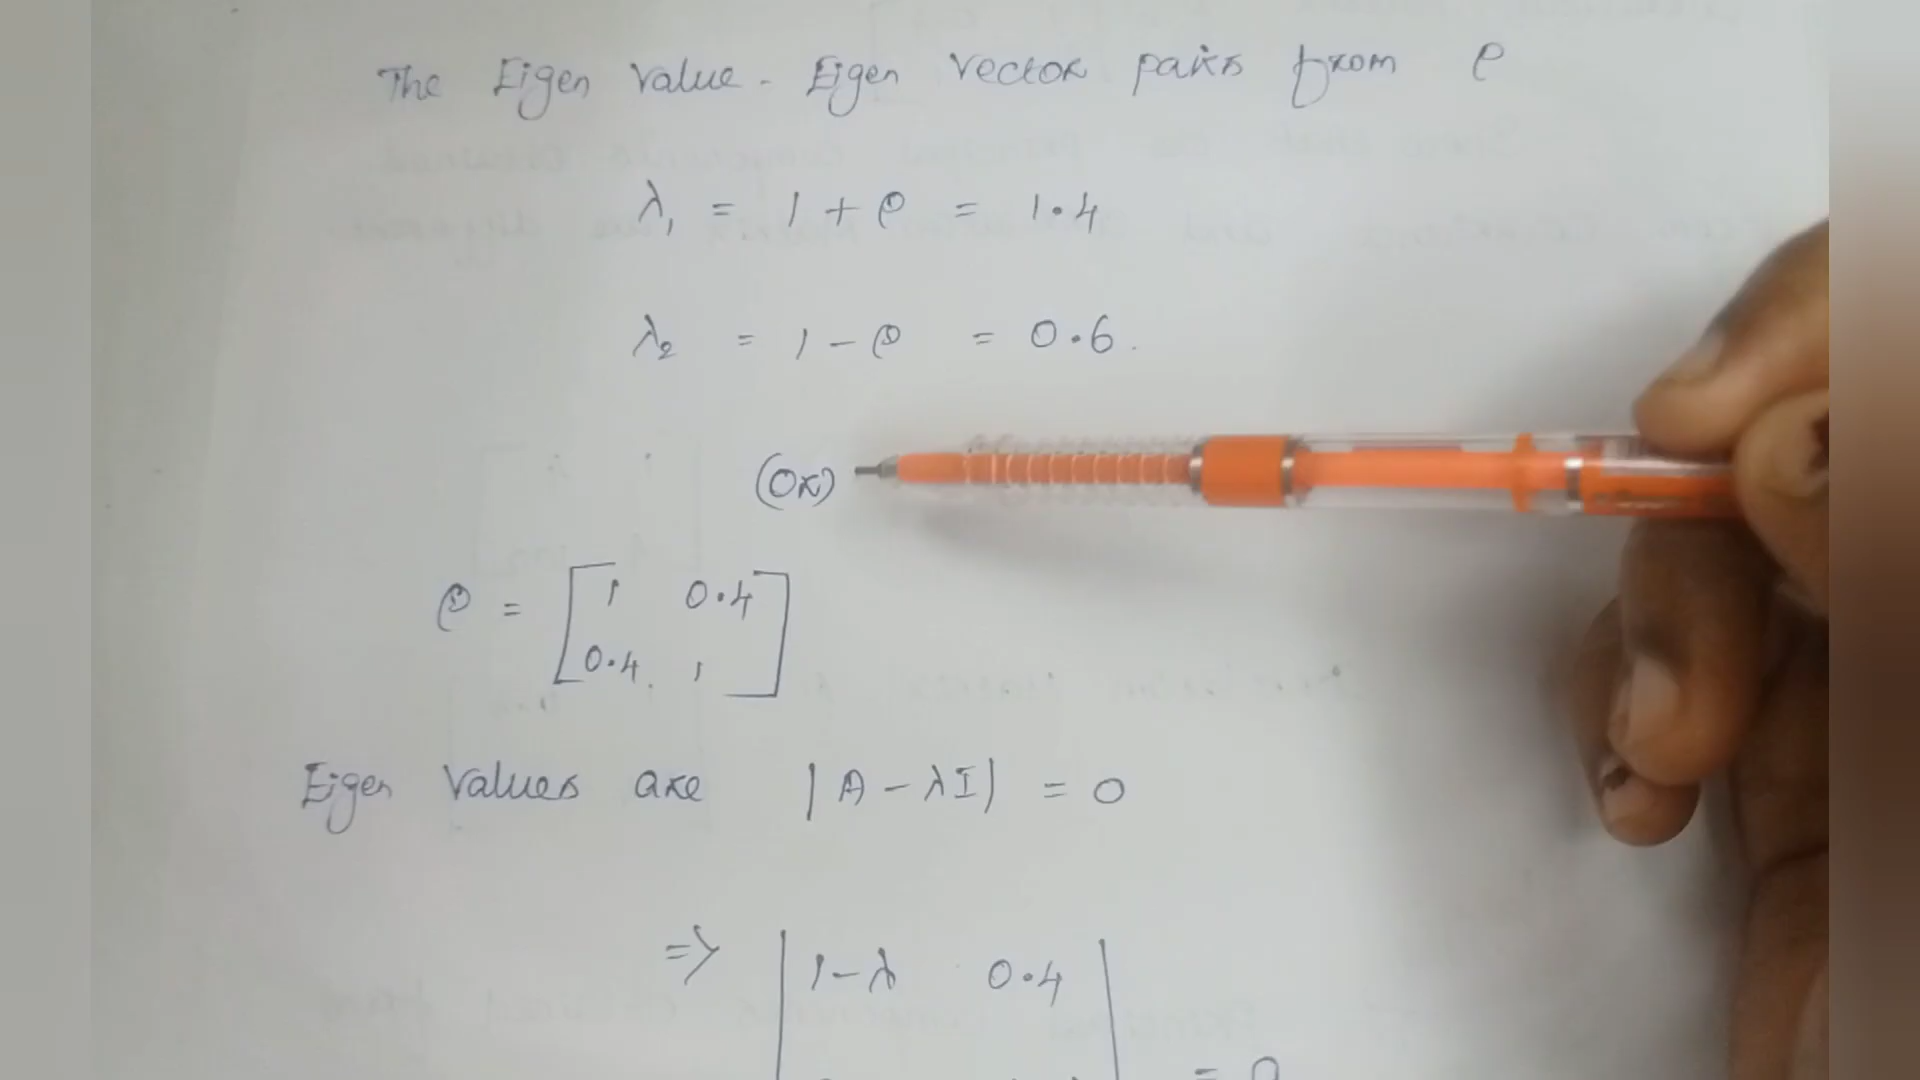 The Eigen value - Eigen vector pairs from ρ
λ₁ = 1 + ρ = 1.4
λ₂ = 1 - ρ = 0.6.
(Or)
ρ = [ 1 0.4
0.4 1 ]
Eigen values are |A - λI| = 0
=> | 1-λ 0.4 |
= 0